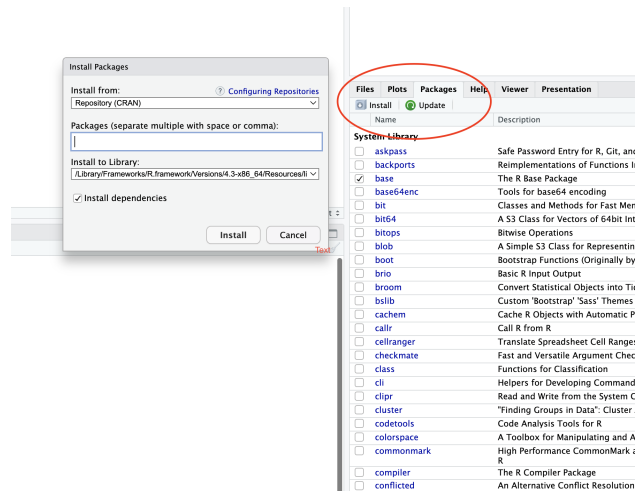 Install Packages
Install from:
? Configuring Repositories
Repository (CRAN)
Packages (separate multiple with space or comma):
Install to Library:
/Library/Frameworks/R.framework/Versions/4.3-x86_64/Resources/li
Install dependencies
Install Cancel
t
Text
Files Plots Packages Help Viewer Presentation
Install Update
Name Description
System Library
askpass Safe Password Entry for R, Git, and
backports Reimplementations of Functions I
base The R Base Package
base64enc Tools for base64 encoding
bit Classes and Methods for Fast Mem
bit64 A S3 Class for Vectors of 64bit Int
bitops Bitwise Operations
blob A Simple S3 Class for Representin
boot Bootstrap Functions (Originally by
brio Basic R Input Output
broom Convert Statistical Objects into Tid
bslib Custom 'Bootstrap' 'Sass' Themes
cachem Cache R Objects with Automatic P
callr Call R from R
cellranger Translate Spreadsheet Cell Ranges
checkmate Fast and Versatile Argument Chec
class Functions for Classification
cli Helpers for Developing Command
clipr Read and Write from the System C
cluster "Finding Groups in Data": Cluster
codetools Code Analysis Tools for R
colorspace A Toolbox for Manipulating and A
commonmark High Performance CommonMark a
R
compiler The R Compiler Package
conflicted An Alternative Conflict Resolution